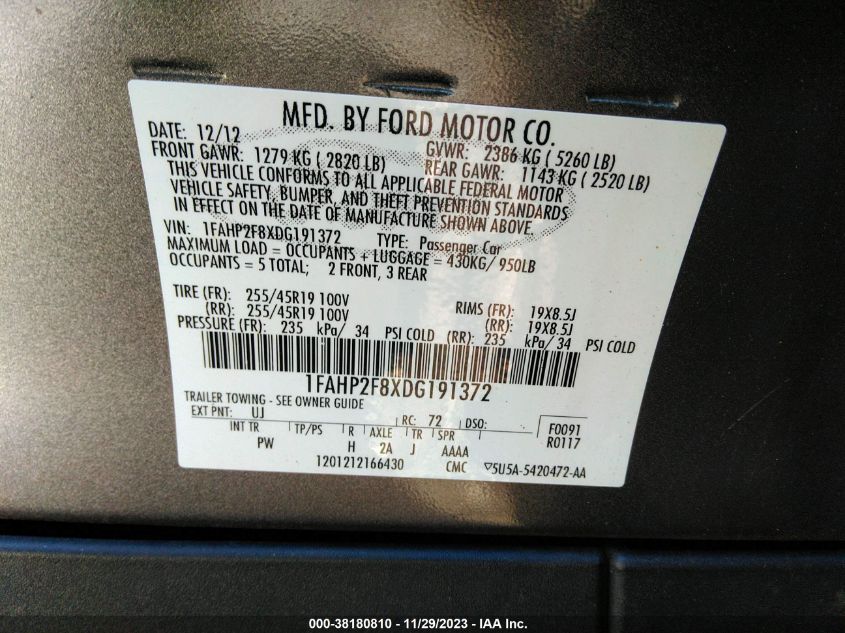 MFD. BY FORD MOTOR CO.
DATE: 12/12 GVWR: 2386 KG ( 5260 LB)
FRONT GAWR: 1279 KG ( 2820 LB) REAR GAWR: 1143 KG ( 2520 LB)
THIS VEHICLE CONFORMS TO ALL APPLICABLE FEDERAL MOTOR
VEHICLE SAFETY, BUMPER, AND THEFT PREVENTION STANDARDS
IN EFFECT ON THE DATE OF MANUFACTURE SHOWN ABOVE.
VIN: 1FAHP2F8XDG191372 TYPE: Passenger Car
MAXIMUM LOAD = OCCUPANTS + LUGGAGE = 430KG/ 950LB
OCCUPANTS = 5 TOTAL; 2 FRONT, 3 REAR
TIRE (FR): 255/45R19 100V RIMS (FR): 19X8.5J
(RR): 255/45R19 100V (RR): 19X8.5J
PRESSURE (FR): 235 kPa/ 34 PSI COLD (RR): 235 kPa/ 34 PSI COLD
1FAHP2F8XDG191372
TRAILER TOWING - SEE OWNER GUIDE
EXT PNT: UJ RC: 72 DSO: F0091
INT TR TP/PS R AXLE TR SPR R0117
PW H 2A J AAAA
1201212166430 CMC ▽5U5A-5420472-AA
000-38180810 - 11/29/2023 - IAA Inc.